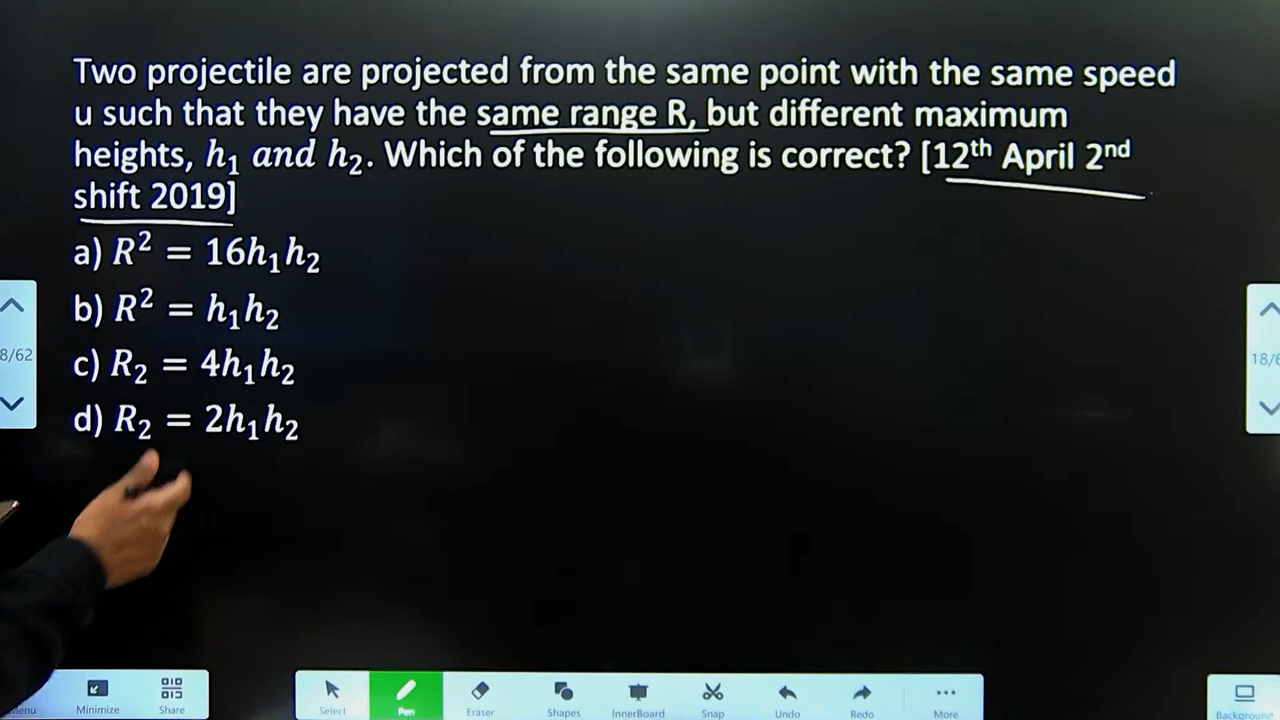 Two projectile are projected from the same point with the same speed
u such that they have the same range R, but different maximum
heights, h₁ and h₂. Which of the following is correct? [12ᵗʰ April 2ⁿᵈ
shift 2019]
a) R² = 16h₁h₂
b) R² = h₁h₂
c) R₂ = 4h₁h₂
d) R₂ = 2h₁h₂
8/62
18/6
enu
Minimize
Share
Select
Pen
Eraser
Shapes
InnerBoard
Snap
Undo
Redo
More
Background